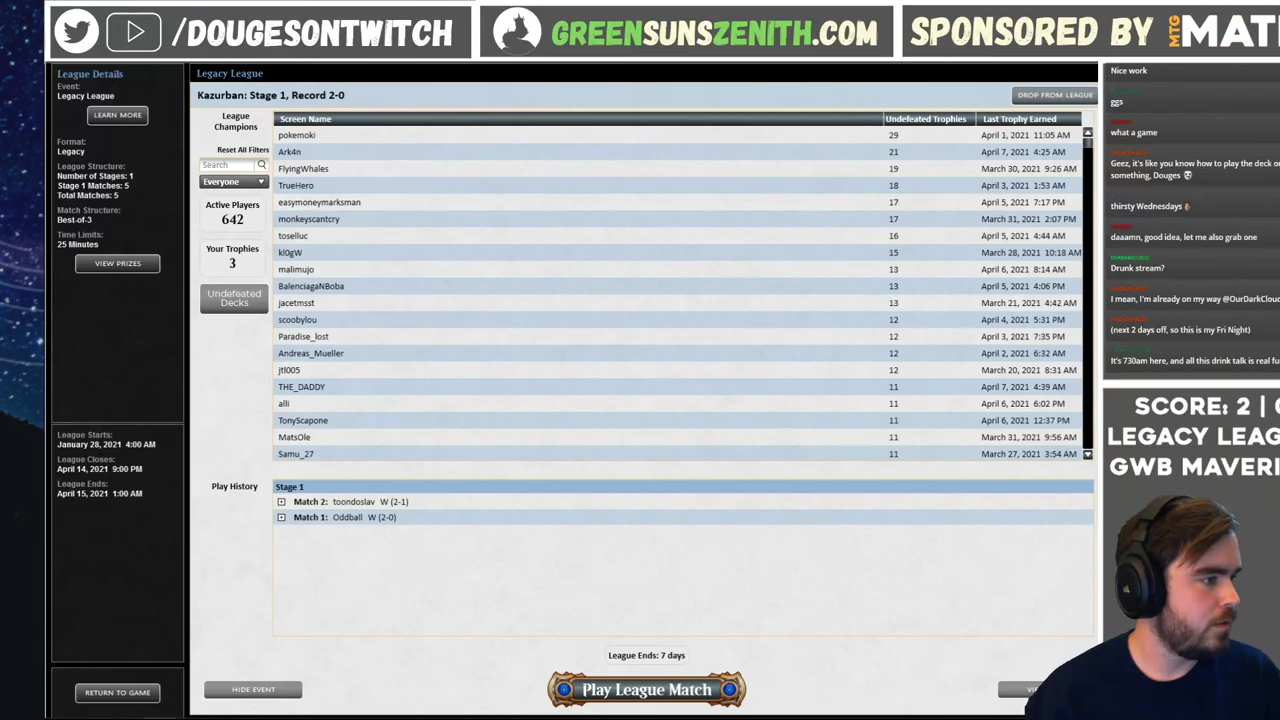 /DOUGESONTWITCH
GREENSUNSZENITH.COM
SPONSORED BY MTG MAT
League Details
Event:
Legacy League
LEARN MORE
Format:
Legacy
League Structure:
Number of Stages: 1
Stage 1 Matches: 5
Total Matches: 5
Match Structure:
Best-of-3
Time Limits:
25 Minutes
VIEW PRIZES
League Starts:
January 28, 2021 4:00 AM
League Closes:
April 14, 2021 9:00 PM
League Ends:
April 15, 2021 1:00 AM
RETURN TO GAME
Legacy League
Kazurban: Stage 1, Record 2-0
DROP FROM LEAGUE
League
Champions
Reset All Filters
Search
Everyone
Active Players
642
Your Trophies
3
Undefeated
Decks
Screen Name Undefeated Trophies Last Trophy Earned
pokemoki 29 April 1, 2021 11:05 AM
Ark4n 21 April 7, 2021 4:25 AM
FlyingWhales 19 March 30, 2021 9:26 AM
TrueHero 18 April 3, 2021 1:53 AM
easymoneymarksman 17 April 5, 2021 7:17 PM
monkeyscantcry 17 March 31, 2021 2:07 PM
toselluc 16 April 5, 2021 4:44 AM
kl0gW 15 March 28, 2021 10:18 AM
malimujo 13 April 6, 2021 8:14 AM
BalenciagaNBoba 13 April 5, 2021 4:06 PM
jacetmsst 13 March 21, 2021 4:42 AM
scoobylou 12 April 4, 2021 5:31 PM
Paradise_lost 12 April 3, 2021 7:35 PM
Andreas_Mueller 12 April 2, 2021 6:32 AM
jtl005 12 March 20, 2021 8:31 AM
THE_DADDY 11 April 7, 2021 4:39 AM
alli 11 April 6, 2021 6:02 PM
TonyScapone 11 April 6, 2021 12:37 PM
MatsOle 11 March 31, 2021 9:56 AM
Samu_27 11 March 27, 2021 3:54 AM
Play History
Stage 1
Match 2: toondoslav W (2-1)
Match 1: Oddball W (2-0)
League Ends: 7 days
HIDE EVENT
Play League Match
Nice work
ggs
what a game
Geez, it's like you know how to play the deck or
something, Douges
thirsty Wednesdays
daaamn, good idea, let me also grab one
Drunk stream?
I mean, I'm already on my way @OurDarkCloud
(next 2 days off, so this is my Fri Night)
It's 730am here, and all this drink talk is real fu
SCORE: 2 |
LEGACY LEAG
GWB MAVERI